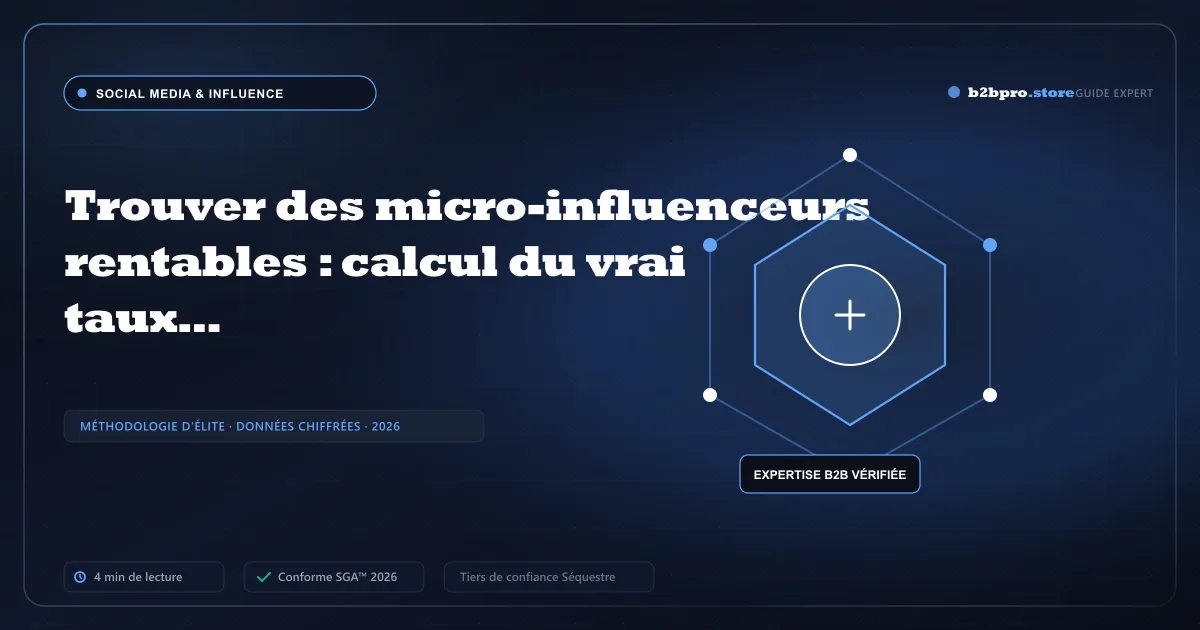 SOCIAL MEDIA & INFLUENCE
b2bpro.store GUIDE EXPERT
Trouver des micro-influenceurs
rentables : calcul du vrai
taux...
MÉTHODOLOGIE D'ÉLITE · DONNÉES CHIFFRÉES · 2026
EXPERTISE B2B VÉRIFIÉE
4 min de lecture
Conforme SGA™ 2026
Tiers de confiance Séquestre